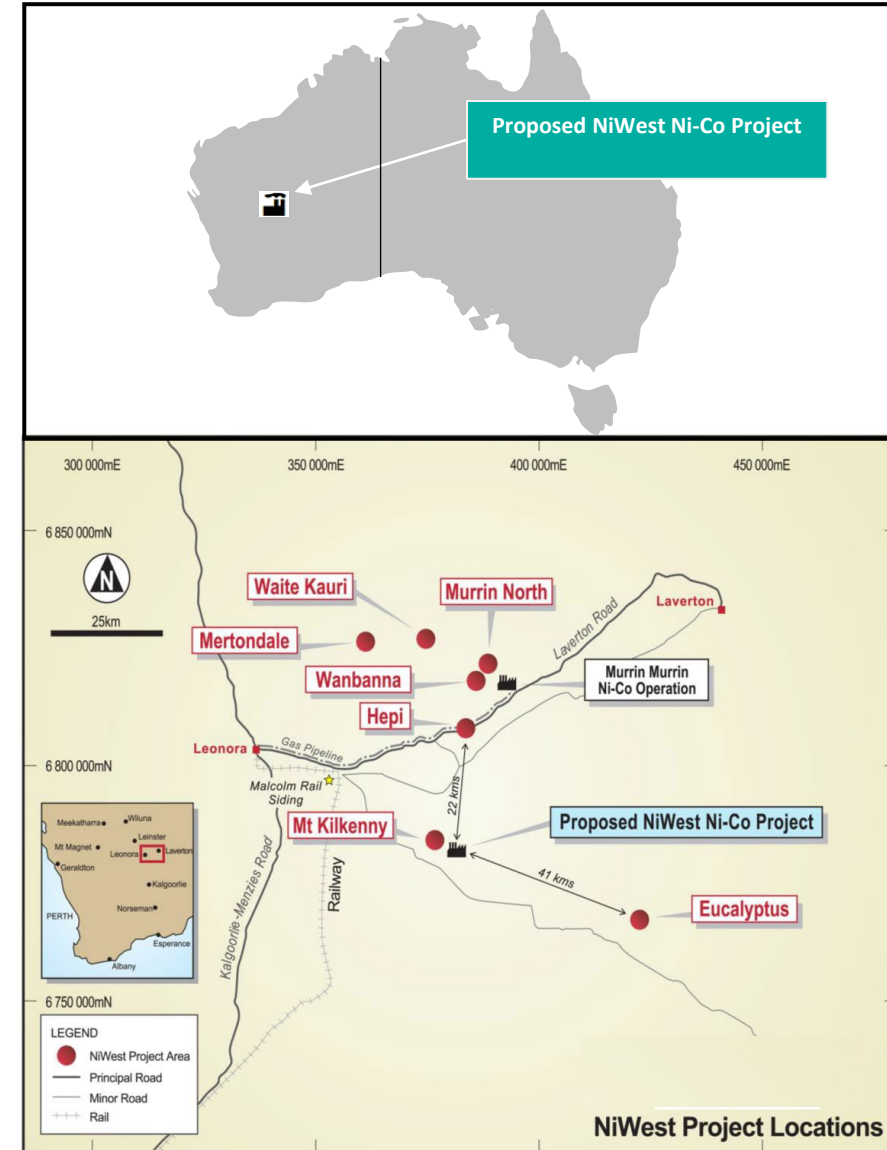 Proposed NiWest Ni-Co Project
300 000mE
350 000mE
400 000mE
450 000mE
6 850 000mN
N
25km
Waite Kauri
Murrin North
Laverton
Mertondale
Laverton Road
Wanbanna
Murrin Murrin
Ni-Co Operation
Hepi
Leonora
Gas Pipeline
6 800 000mN
Malcolm Rail
Siding
22 kms
Mt Kilkenny
Proposed NiWest Ni-Co Project
41 kms
Eucalyptus
Railway
Kalgoorlie-Menzies Road
Meekatharra
Wiluna
Leinster
Mt Magnet
Leonora
Laverton
Geraldton
Kalgoorlie
Norseman
PERTH
Esperance
Albany
6 750 000mN
LEGEND
NiWest Project Area
Principal Road
Minor Road
Rail
NiWest Project Locations